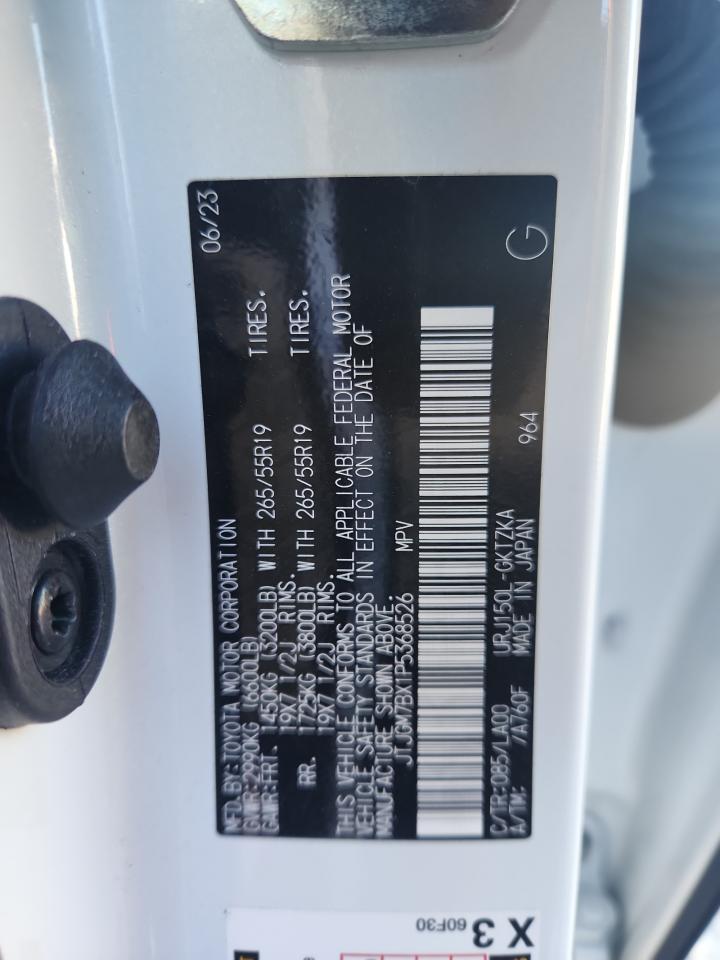 MFD.BY:TOYOTA MOTOR CORPORATION 06/23
GVWR:2990KG (6600LB)
GAWR:FRT. 1450KG (3200LB) WITH 265/55R19 TIRES.
19X7 1/2J RIMS.
RR. 1725KG (3800LB) WITH 265/55R19 TIRES.
19X7 1/2J RIMS.
THIS VEHICLE CONFORMS TO ALL APPLICABLE FEDERAL MOTOR
VEHICLE SAFETY STANDARDS IN EFFECT ON THE DATE OF
MANUFACTURE SHOWN ABOVE.
JTJGM7BX1P5368526 MPV
C/TR:085/LA00 URJ150L-GKTZKA 964 G
A/TM: /A760F MADE IN JAPAN
X 3
60F30